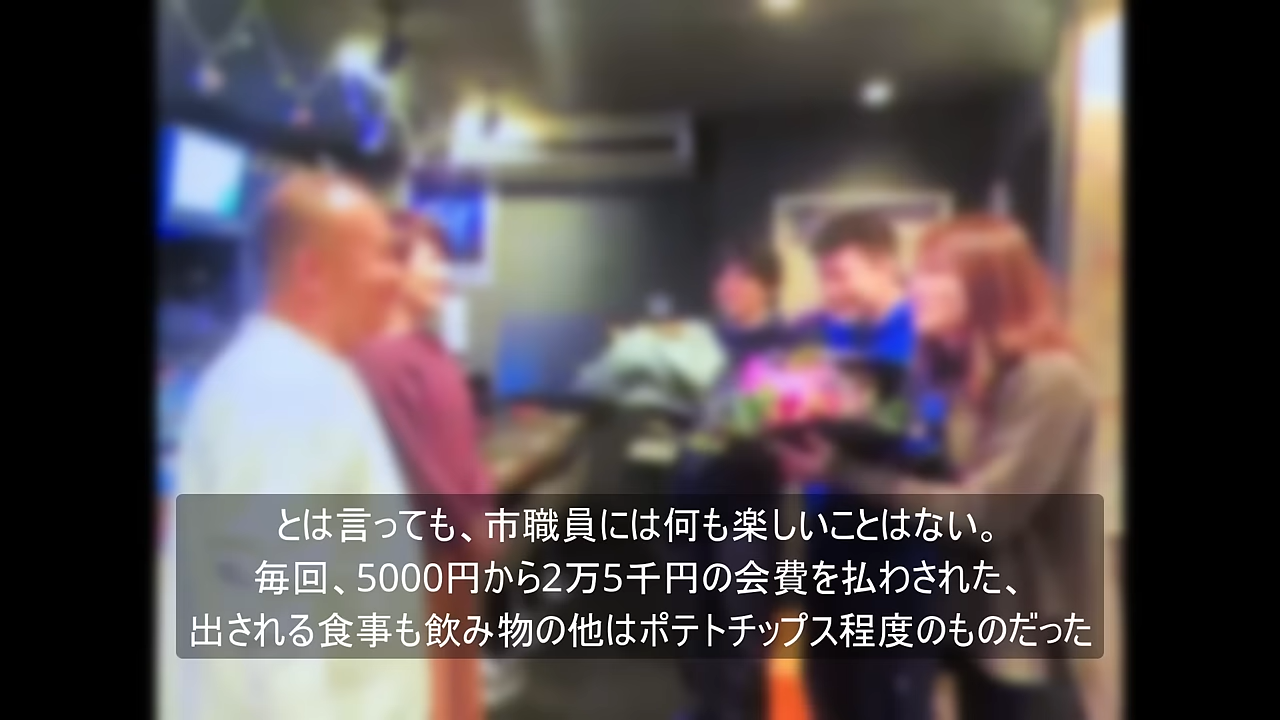 とは言っても、市職員には何も楽しいことはない。
毎回、5000円から2万5千円の会費を払わされた、
出される食事も飲み物の他はポテトチップス程度のものだった